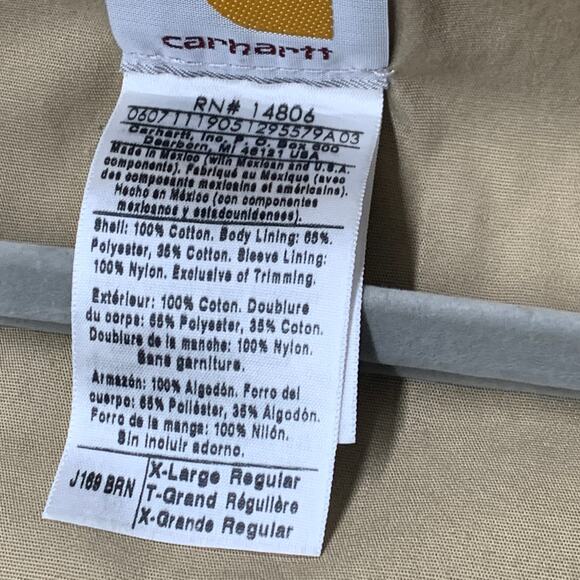 carhartt
RN# 14806
0607111905 1295579A03
Carhartt, Inc. P. O. Box 600
Dearborn, MI 48121 USA
Made in Mexico (with Mexican and U.S.A.
components). Fabriqué au Mexique (avec
des composants mexicains et américains).
Hecho en México (con componentes
mexicanos y estadounidenses).
Shell: 100% Cotton. Body Lining: 65%
Polyester, 35% Cotton. Sleeve Lining:
100% Nylon. Exclusive of Trimming.
Extérieur: 100% Coton. Doublure
du corps: 65% Polyester, 35% Coton.
Doublure de la manche: 100% Nylon.
Sans garniture.
Armazón: 100% Algodón. Forro del
cuerpo: 65% Poliéster, 35% Algodón.
Forro de la manga: 100% Nilón.
Sin incluir adorno.
J169 BRN
X-Large Regular
T-Grand Régulière
X-Grande Regular